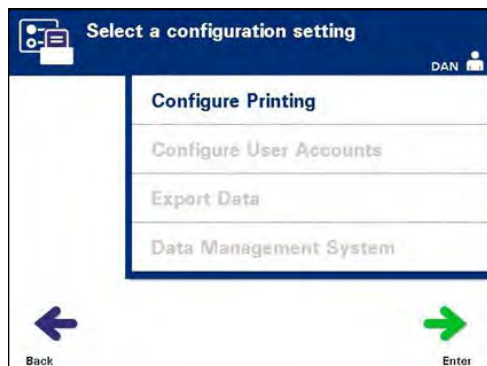 Select a configuration setting
DAN
Configure Printing
Configure User Accounts
Export Data
Data Management System
Back
Enter